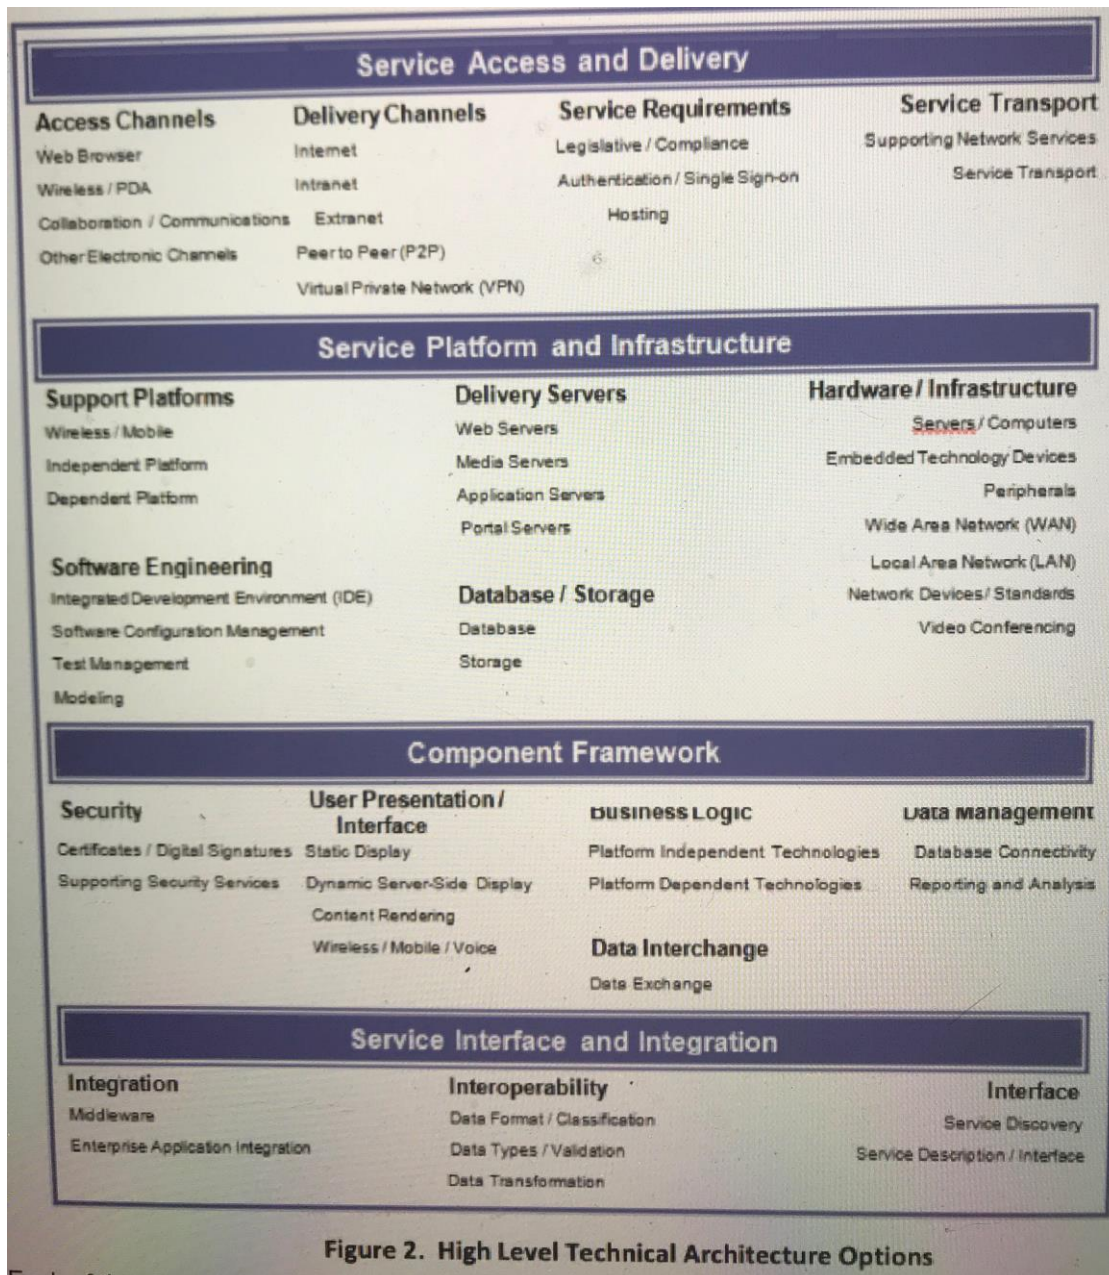 Service Access and Delivery
Access Channels
Web Browser
Wireless / PDA
Collaboration / Communications
Other Electronic Channels
Delivery Channels
Internet
Intranet
Extranet
Peer to Peer (P2P)
Virtual Private Network (VPN)
Service Requirements
Legislative / Compliance
Authentication / Single Sign-on
Hosting
Service Transport
Supporting Network Services
Service Transport
Service Platform and Infrastructure
Support Platforms
Wireless / Mobile
Independent Platform
Dependent Platform
Software Engineering
Integrated Development Environment (IDE)
Software Configuration Management
Test Management
Modeling
Delivery Servers
Web Servers
Media Servers
Application Servers
Portal Servers
Database / Storage
Database
Storage
Hardware / Infrastructure
Servers / Computers
Embedded Technology Devices
Peripherals
Wide Area Network (WAN)
Local Area Network (LAN)
Network Devices / Standards
Video Conferencing
Component Framework
Security
Certificates / Digital Signatures
Supporting Security Services
User Presentation /
Interface
Static Display
Dynamic Server-Side Display
Content Rendering
Wireless / Mobile / Voice
Business Logic
Platform Independent Technologies
Platform Dependent Technologies
Data Interchange
Data Exchange
Data Management
Database Connectivity
Reporting and Analysis
Service Interface and Integration
Integration
Middleware
Enterprise Application Integration
Interoperability
Data Format / Classification
Data Types / Validation
Data Transformation
Interface
Service Discovery
Service Description / Interface
Figure 2. High Level Technical Architecture Options